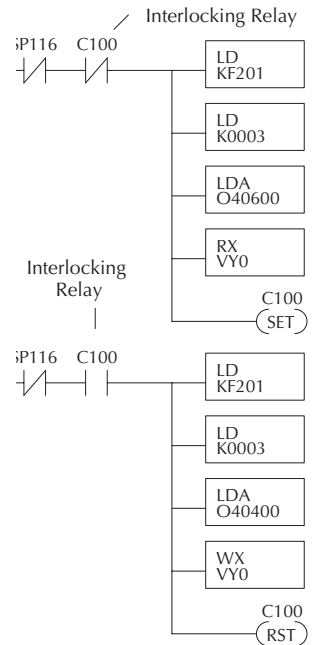 Interlocking Relay
SP116 C100
LD
KF201
LD
K0003
LDA
O40600
RX
VY0
C100
SET
Interlocking
Relay
SP116 C100
LD
KF201
LD
K0003
LDA
O40400
WX
VY0
C100
RST